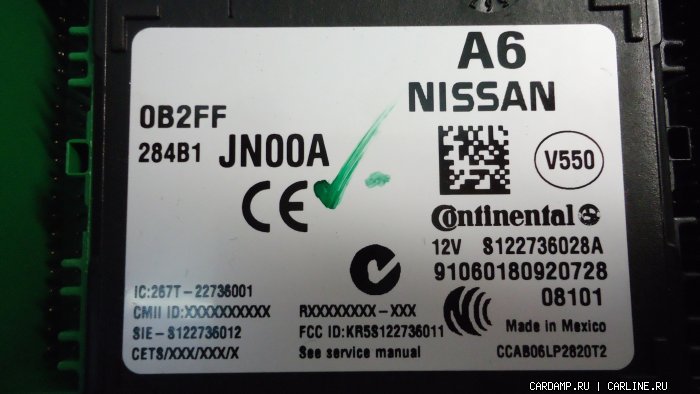 A6
NISSAN
0B2FF
284B1 JN00A
CE
V550
Continental
12V S122736028A
91060180920728
08101
IC:267T-22736001
CMII ID:XXXXXXXXXX
SIE-S122736012
CETS/XXX/XXX/X
RXXXXXXXX-XXX
FCC ID:KR5S122736011
See service manual
Made in Mexico
CCAB06LP2820T2
CARDAMP.RU | CARLINE.RU